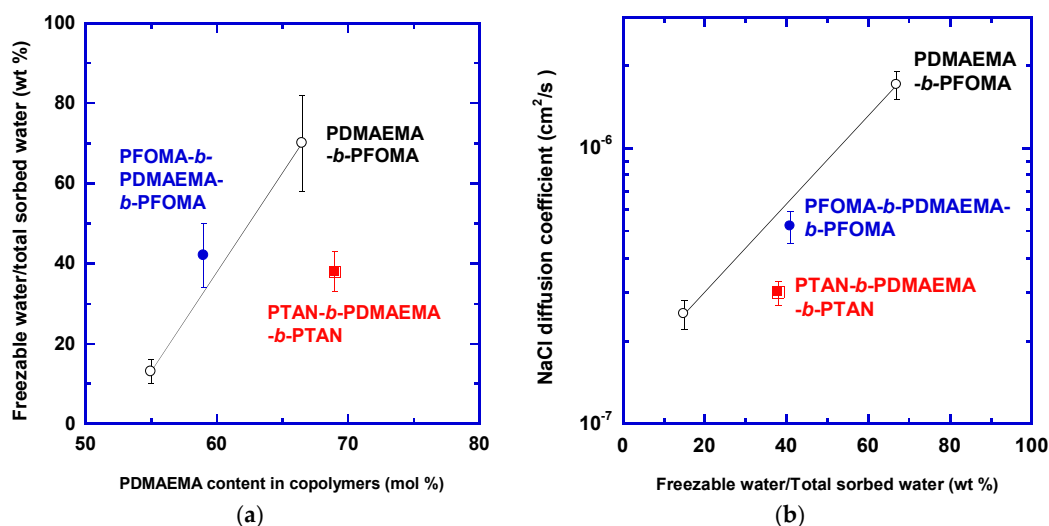 Freezable water/total sorbed water (wt %)
100
80
60
40
20
0
PFOMA-b-
PDMAEMA-
b-PFOMA
PDMAEMA
-b-PFOMA
PTAN-b-PDMAEMA
-b-PTAN
50
60
70
80
PDMAEMA content in copolymers (mol %)
(a)
NaCl diffusion coefficient (cm²/s)
10⁻⁶
10⁻⁷
PDMAEMA
-b-PFOMA
PFOMA-b-PDMAEMA-
b-PFOMA
PTAN-b-PDMAEMA
-b-PTAN
0
20
40
60
80
100
Freezable water/Total sorbed water (wt %)
(b)